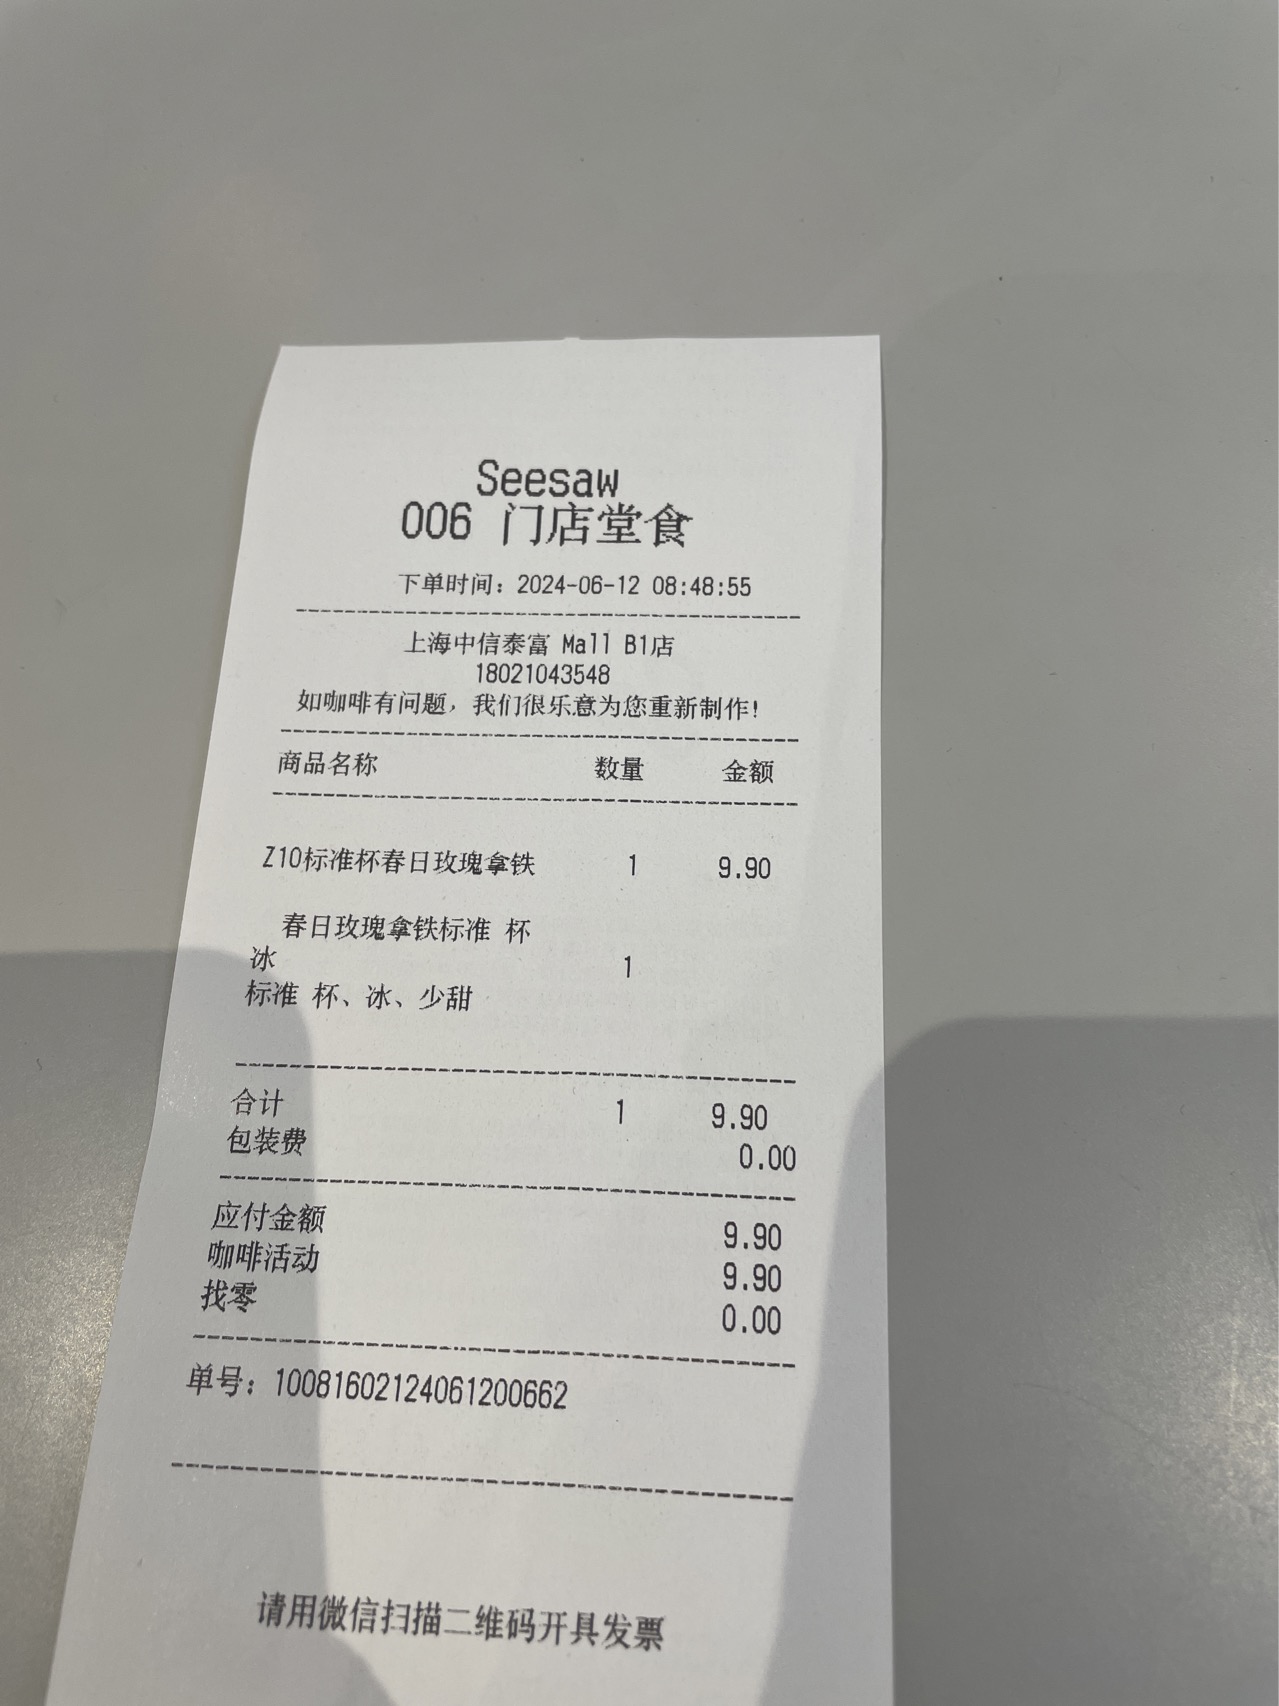 Seesaw
006 门店堂食
下单时间：2024-06-12 08:48:55
上海中信泰富 Mall B1店
18021043548
如咖啡有问题，我们很乐意为您重新制作!
商品名称 数量 金额
Z10标准杯春日玫瑰拿铁 1 9.90
春日玫瑰拿铁标准 杯
冰 1
标准 杯、冰、少甜
合计 1 9.90
包装费 0.00
应付金额 9.90
咖啡活动 9.90
找零 0.00
单号：10081602124061200662
请用微信扫描二维码开具发票